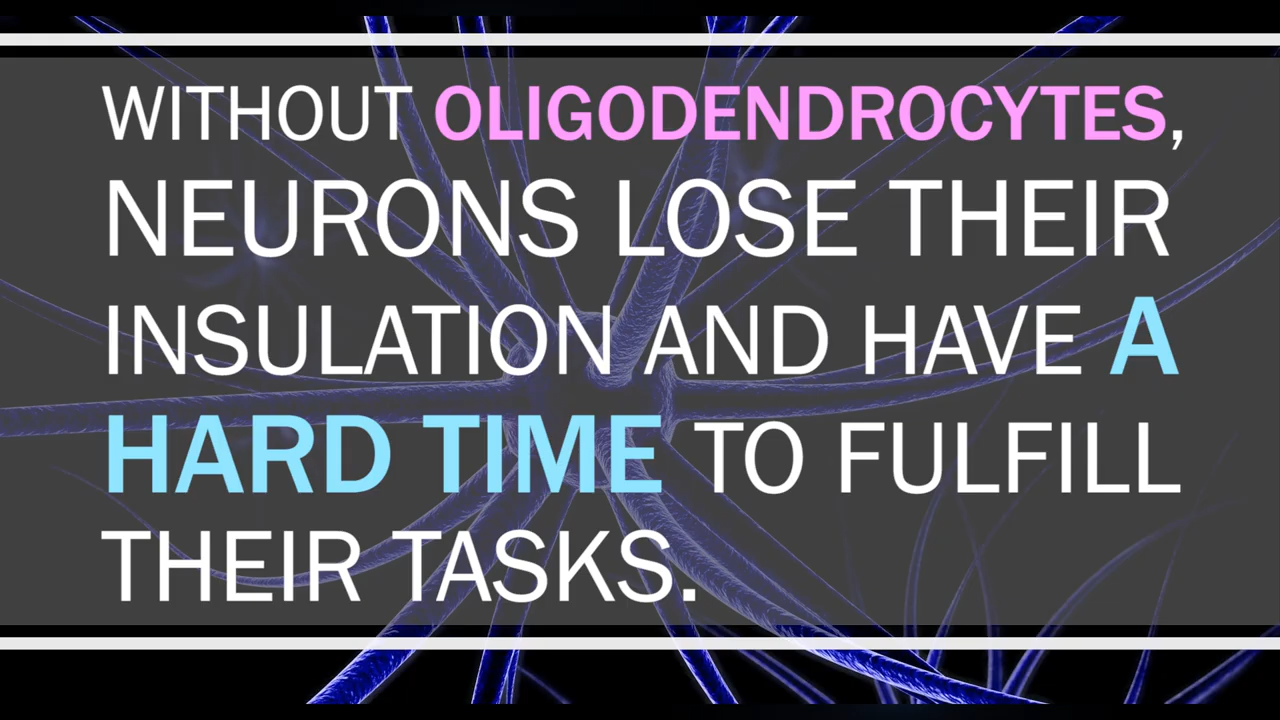 WITHOUT OLIGODENDROCYTES,
NEURONS LOSE THEIR
INSULATION AND HAVE A
HARD TIME TO FULFILL
THEIR TASKS.